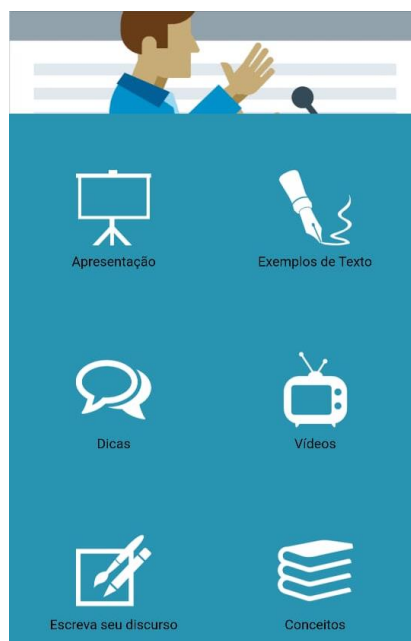 Apresentação
Exemplos de Texto
Dicas
Vídeos
Escreva seu discurso
Conceitos